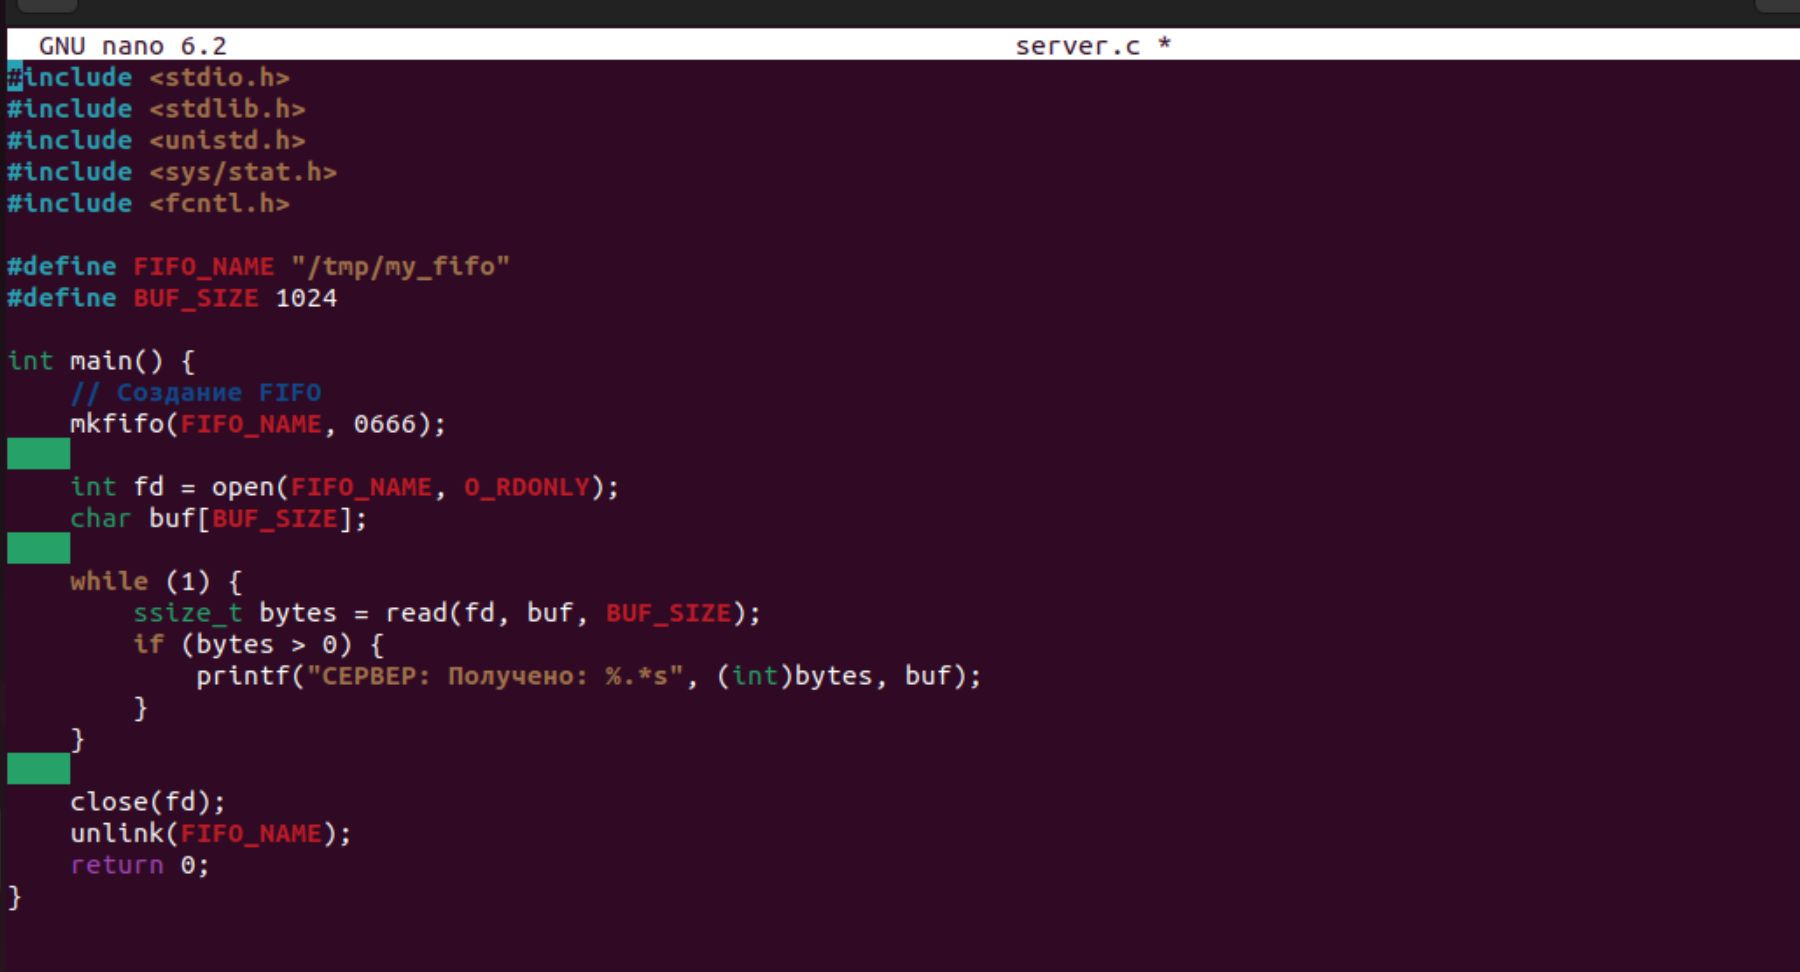 GNU nano 6.2 server.c *
#include <stdio.h>
#include <stdlib.h>
#include <unistd.h>
#include <sys/stat.h>
#include <fcntl.h>
#define FIFO_NAME "/tmp/my_fifo"
#define BUF_SIZE 1024
int main() {
    // Создание FIFO
    mkfifo(FIFO_NAME, 0666);
    int fd = open(FIFO_NAME, O_RDONLY);
    char buf[BUF_SIZE];
    while (1) {
        ssize_t bytes = read(fd, buf, BUF_SIZE);
        if (bytes > 0) {
            printf("СЕРВЕР: Получено: %.*s", (int)bytes, buf);
        }
    }
    close(fd);
    unlink(FIFO_NAME);
    return 0;
}